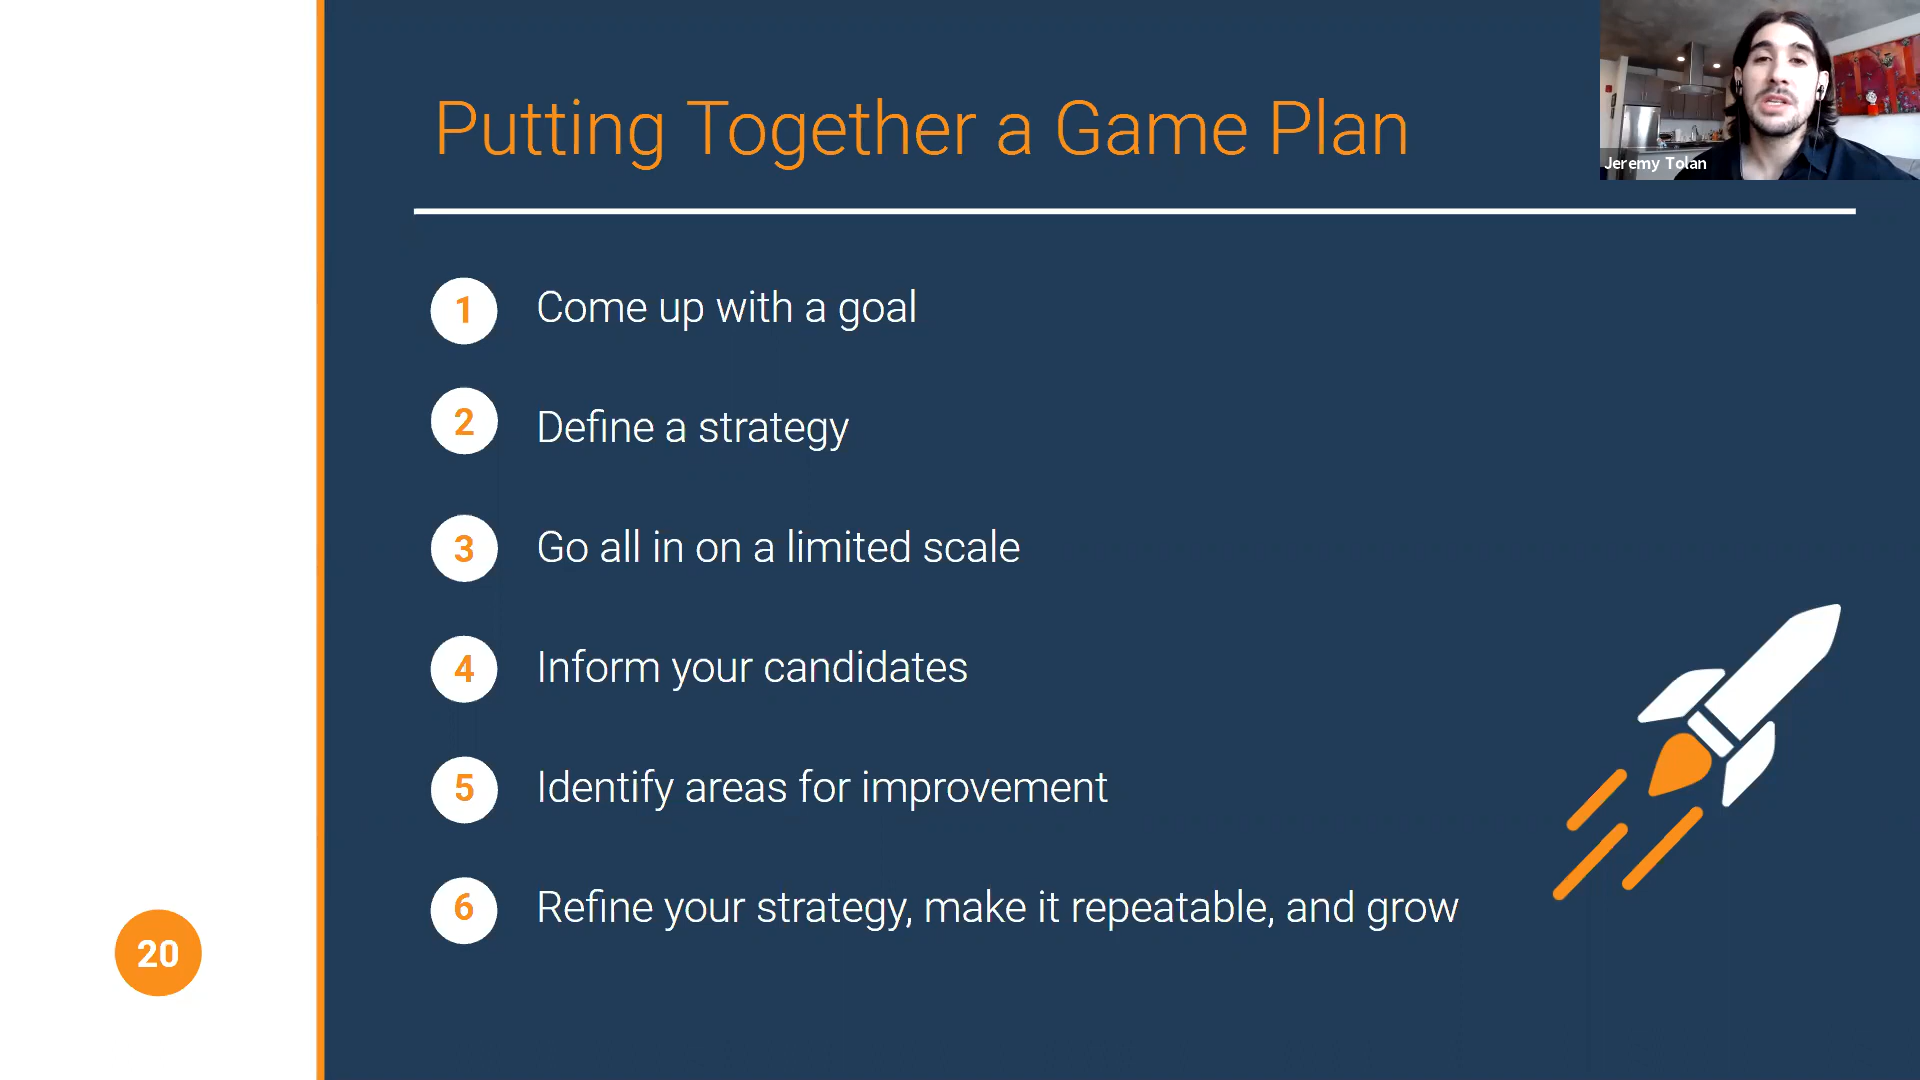 Putting Together a Game Plan
Jeremy Tolan
1 Come up with a goal
2 Define a strategy
3 Go all in on a limited scale
4 Inform your candidates
5 Identify areas for improvement
6 Refine your strategy, make it repeatable, and grow
20